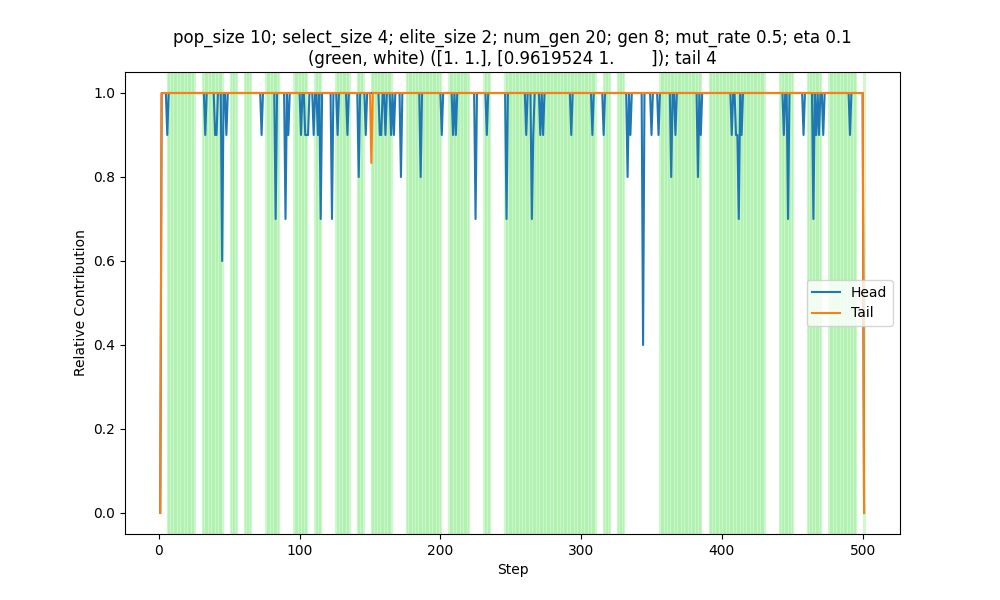 pop_size 10; select_size 4; elite_size 2; num_gen 20; gen 8; mut_rate 0.5; eta 0.1
(green, white) ([1. 1.], [0.9619524 1.        ]); tail 4
Relative Contribution
1.0
0.8
0.6
0.4
0.2
0.0
Head
Tail
0
100
200
300
400
500
Step